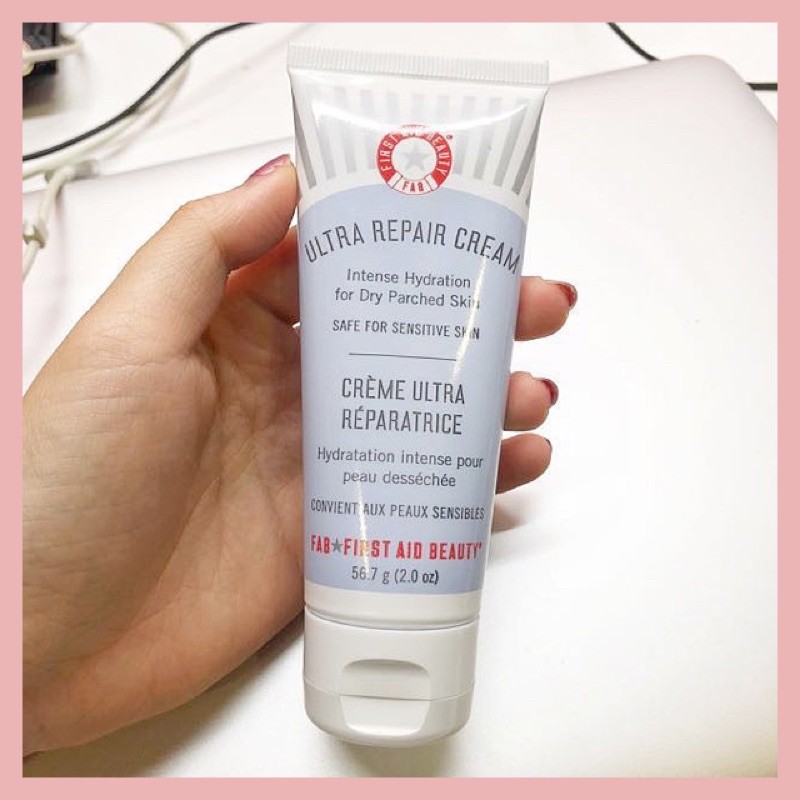 FIRST AID BEAUTY®
FAB
ULTRA REPAIR CREAM
Intense Hydration
for Dry Parched Skin
SAFE FOR SENSITIVE SKIN
CRÈME ULTRA
RÉPARATRICE
Hydratation intense pour
peau desséchée
CONVIENT AUX PEAUX SENSIBLES
FAB★FIRST AID BEAUTY®
56.7 g (2.0 oz)